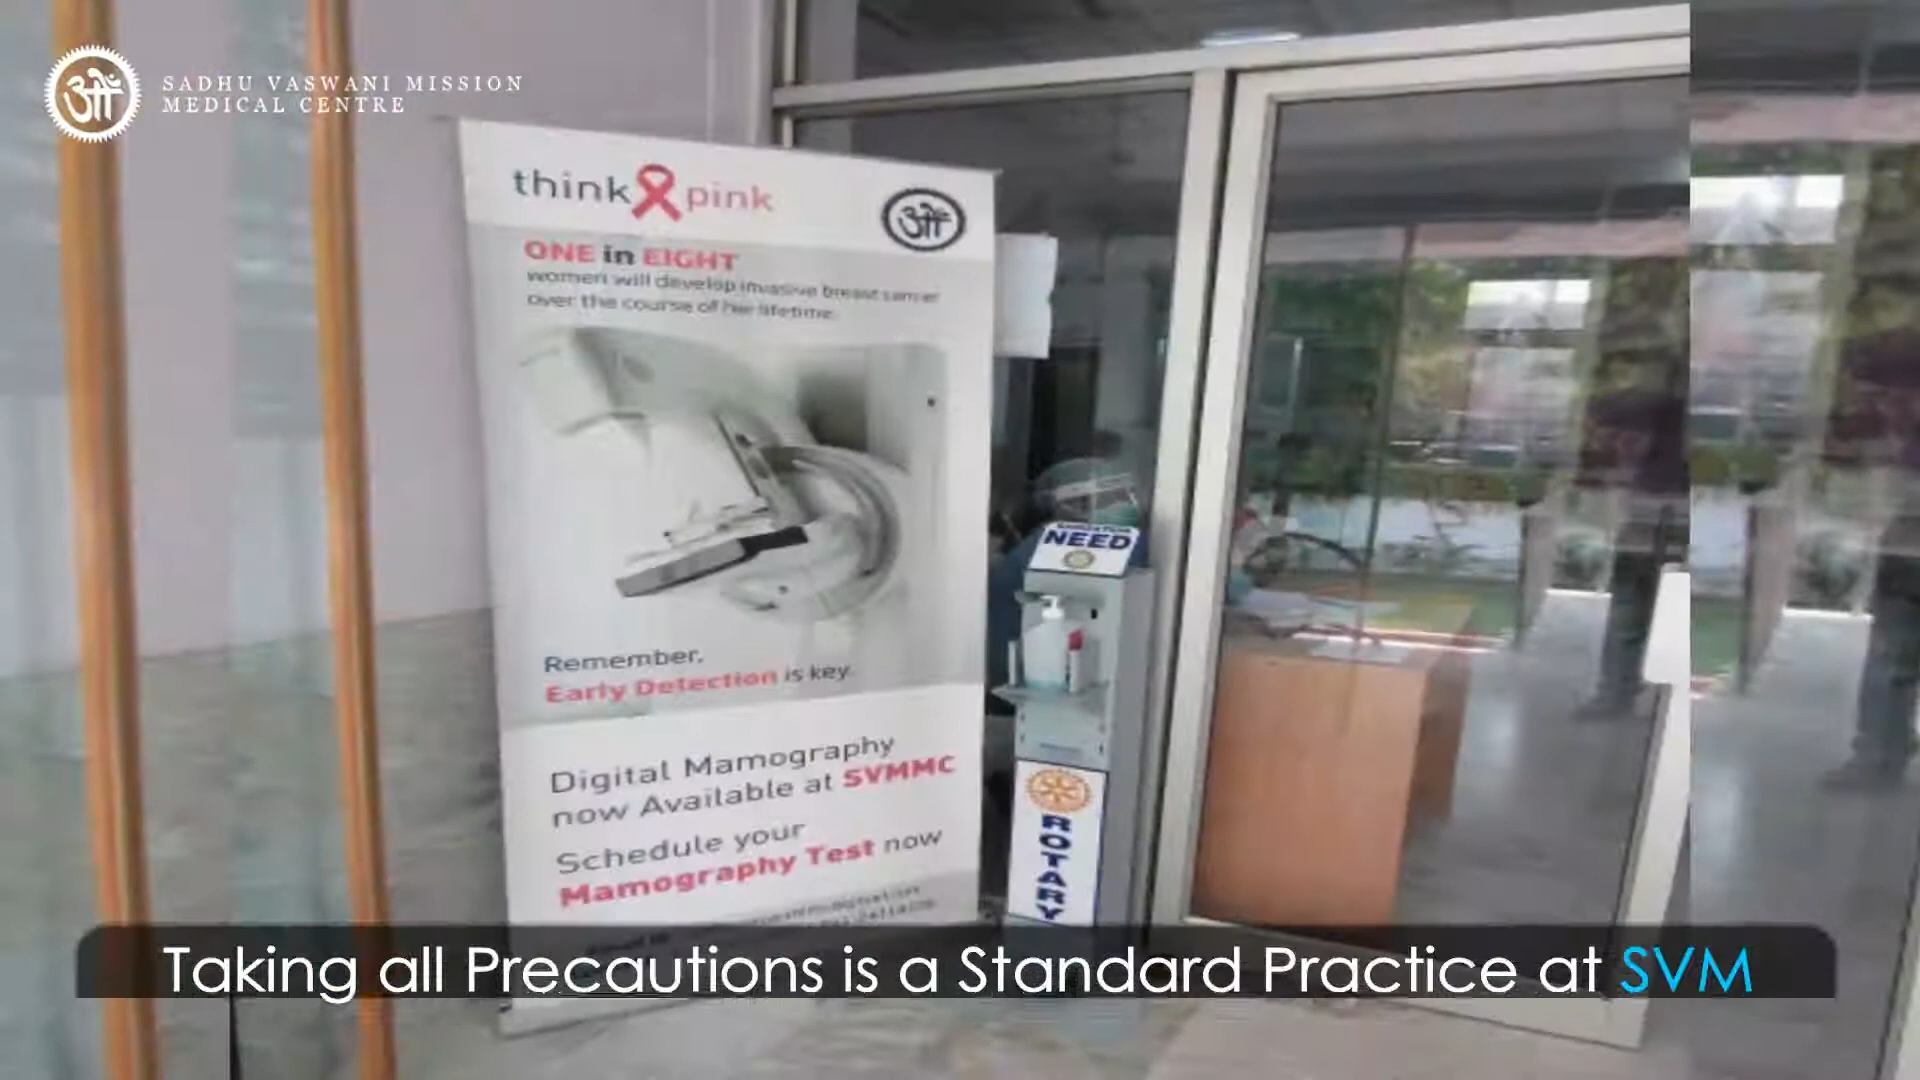 SADHU VASWANI MISSION
MEDICAL CENTRE
think pink
ओं
ONE in EIGHT
women will develop invasive breast cancer
over the course of her lifetime.
Remember.
Early Detection is key.
Digital Mamography
now Available at SVMMC
Schedule your
Mamography Test now
NEED
ROTARY
Taking all Precautions is a Standard Practice at SVM